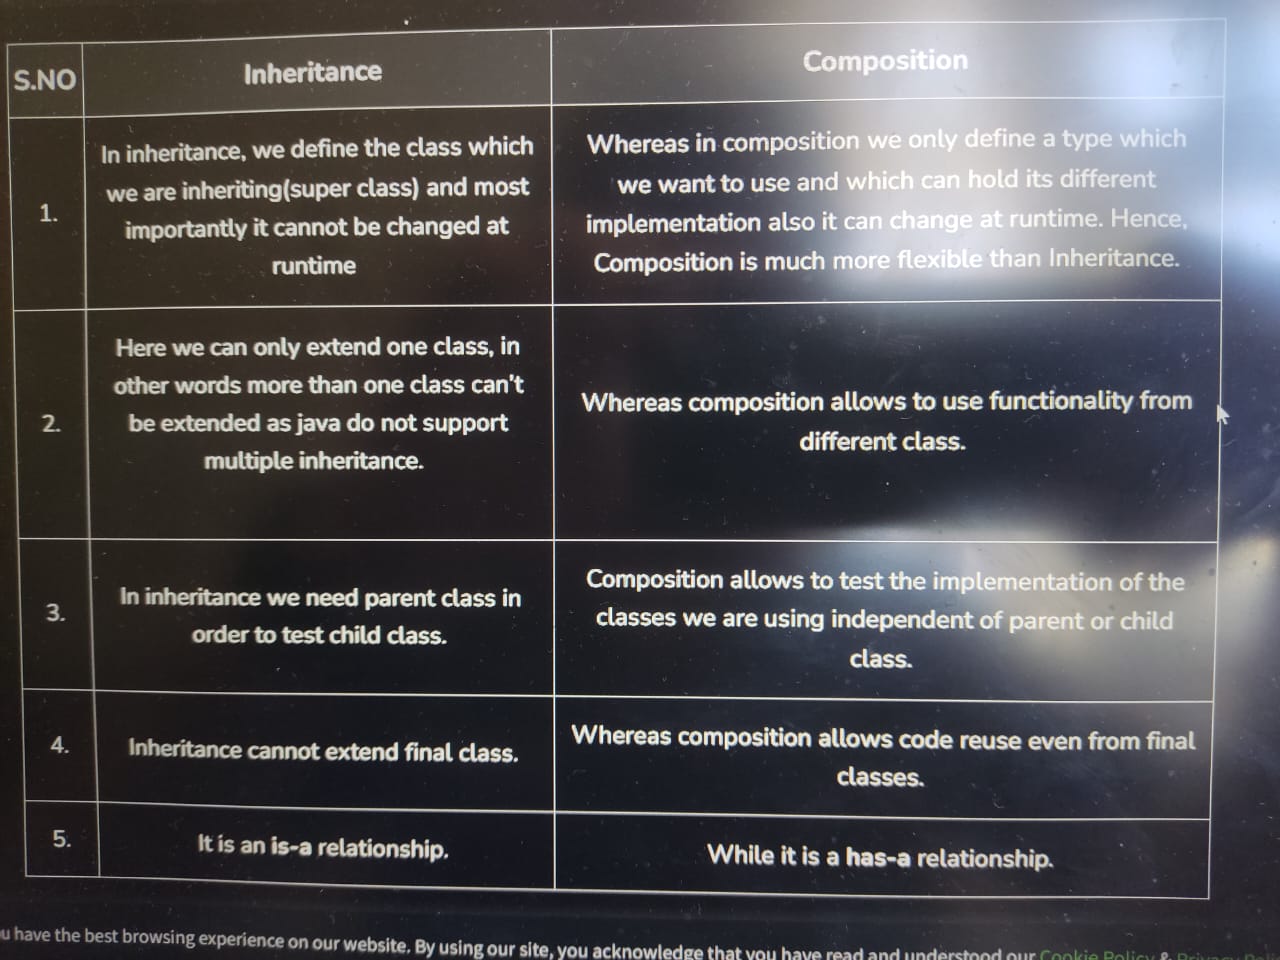 S.NO
Inheritance
Composition
1.
In inheritance, we define the class which
we are inheriting(super class) and most
importantly it cannot be changed at
runtime
Whereas in composition we only define a type which
we want to use and which can hold its different
implementation also it can change at runtime. Hence,
Composition is much more flexible than Inheritance.
2.
Here we can only extend one class, in
other words more than one class can't
be extended as java do not support
multiple inheritance.
Whereas composition allows to use functionality from
different class.
3.
In inheritance we need parent class in
order to test child class.
Composition allows to test the implementation of the
classes we are using independent of parent or child
class.
4.
Inheritance cannot extend final class.
Whereas composition allows code reuse even from final
classes.
5.
It is an is-a relationship.
While it is a has-a relationship.
have the best browsing experience on our website. By using our site, you acknowledge that you have read and understood our Cookie Policy &